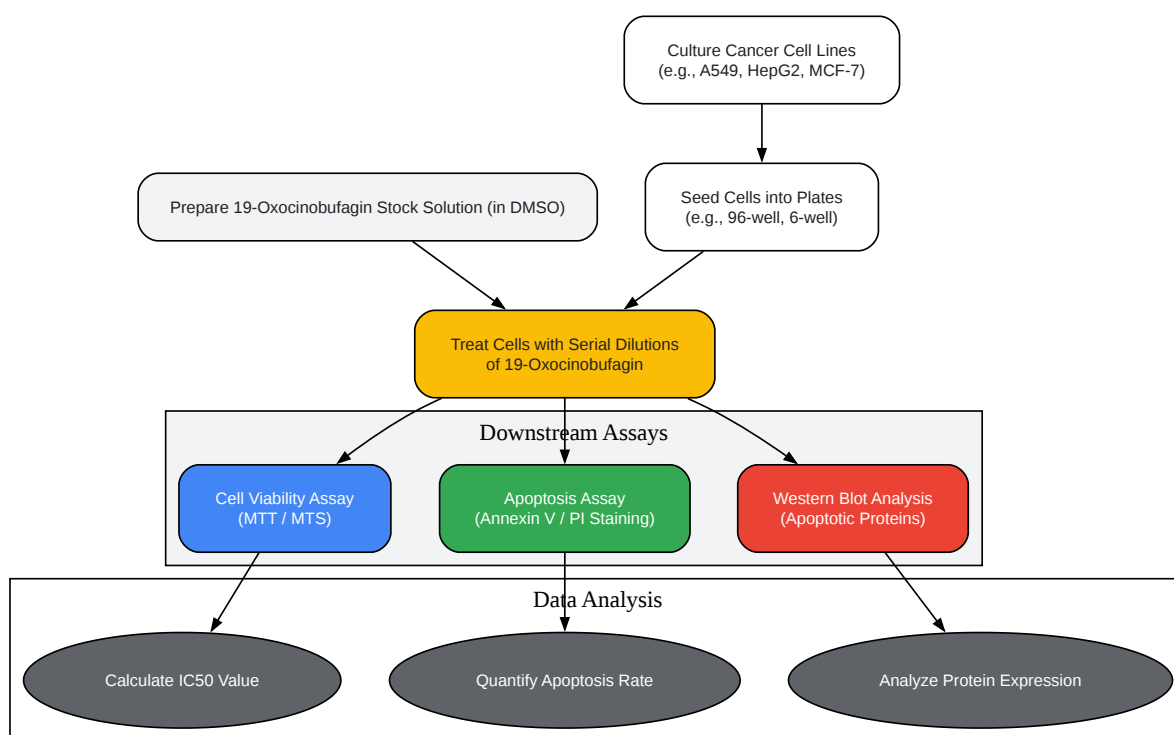 Culture Cancer Cell Lines
(e.g., A549, HepG2, MCF-7)
Prepare 19-Oxocinobufagin Stock Solution (in DMSO)
Seed Cells into Plates
(e.g., 96-well, 6-well)
Treat Cells with Serial Dilutions
of 19-Oxocinobufagin
Downstream Assays
Cell Viability Assay
(MTT / MTS)
Apoptosis Assay
(Annexin V / PI Staining)
Western Blot Analysis
(Apoptotic Proteins)
Data Analysis
Calculate IC50 Value
Quantify Apoptosis Rate
Analyze Protein Expression